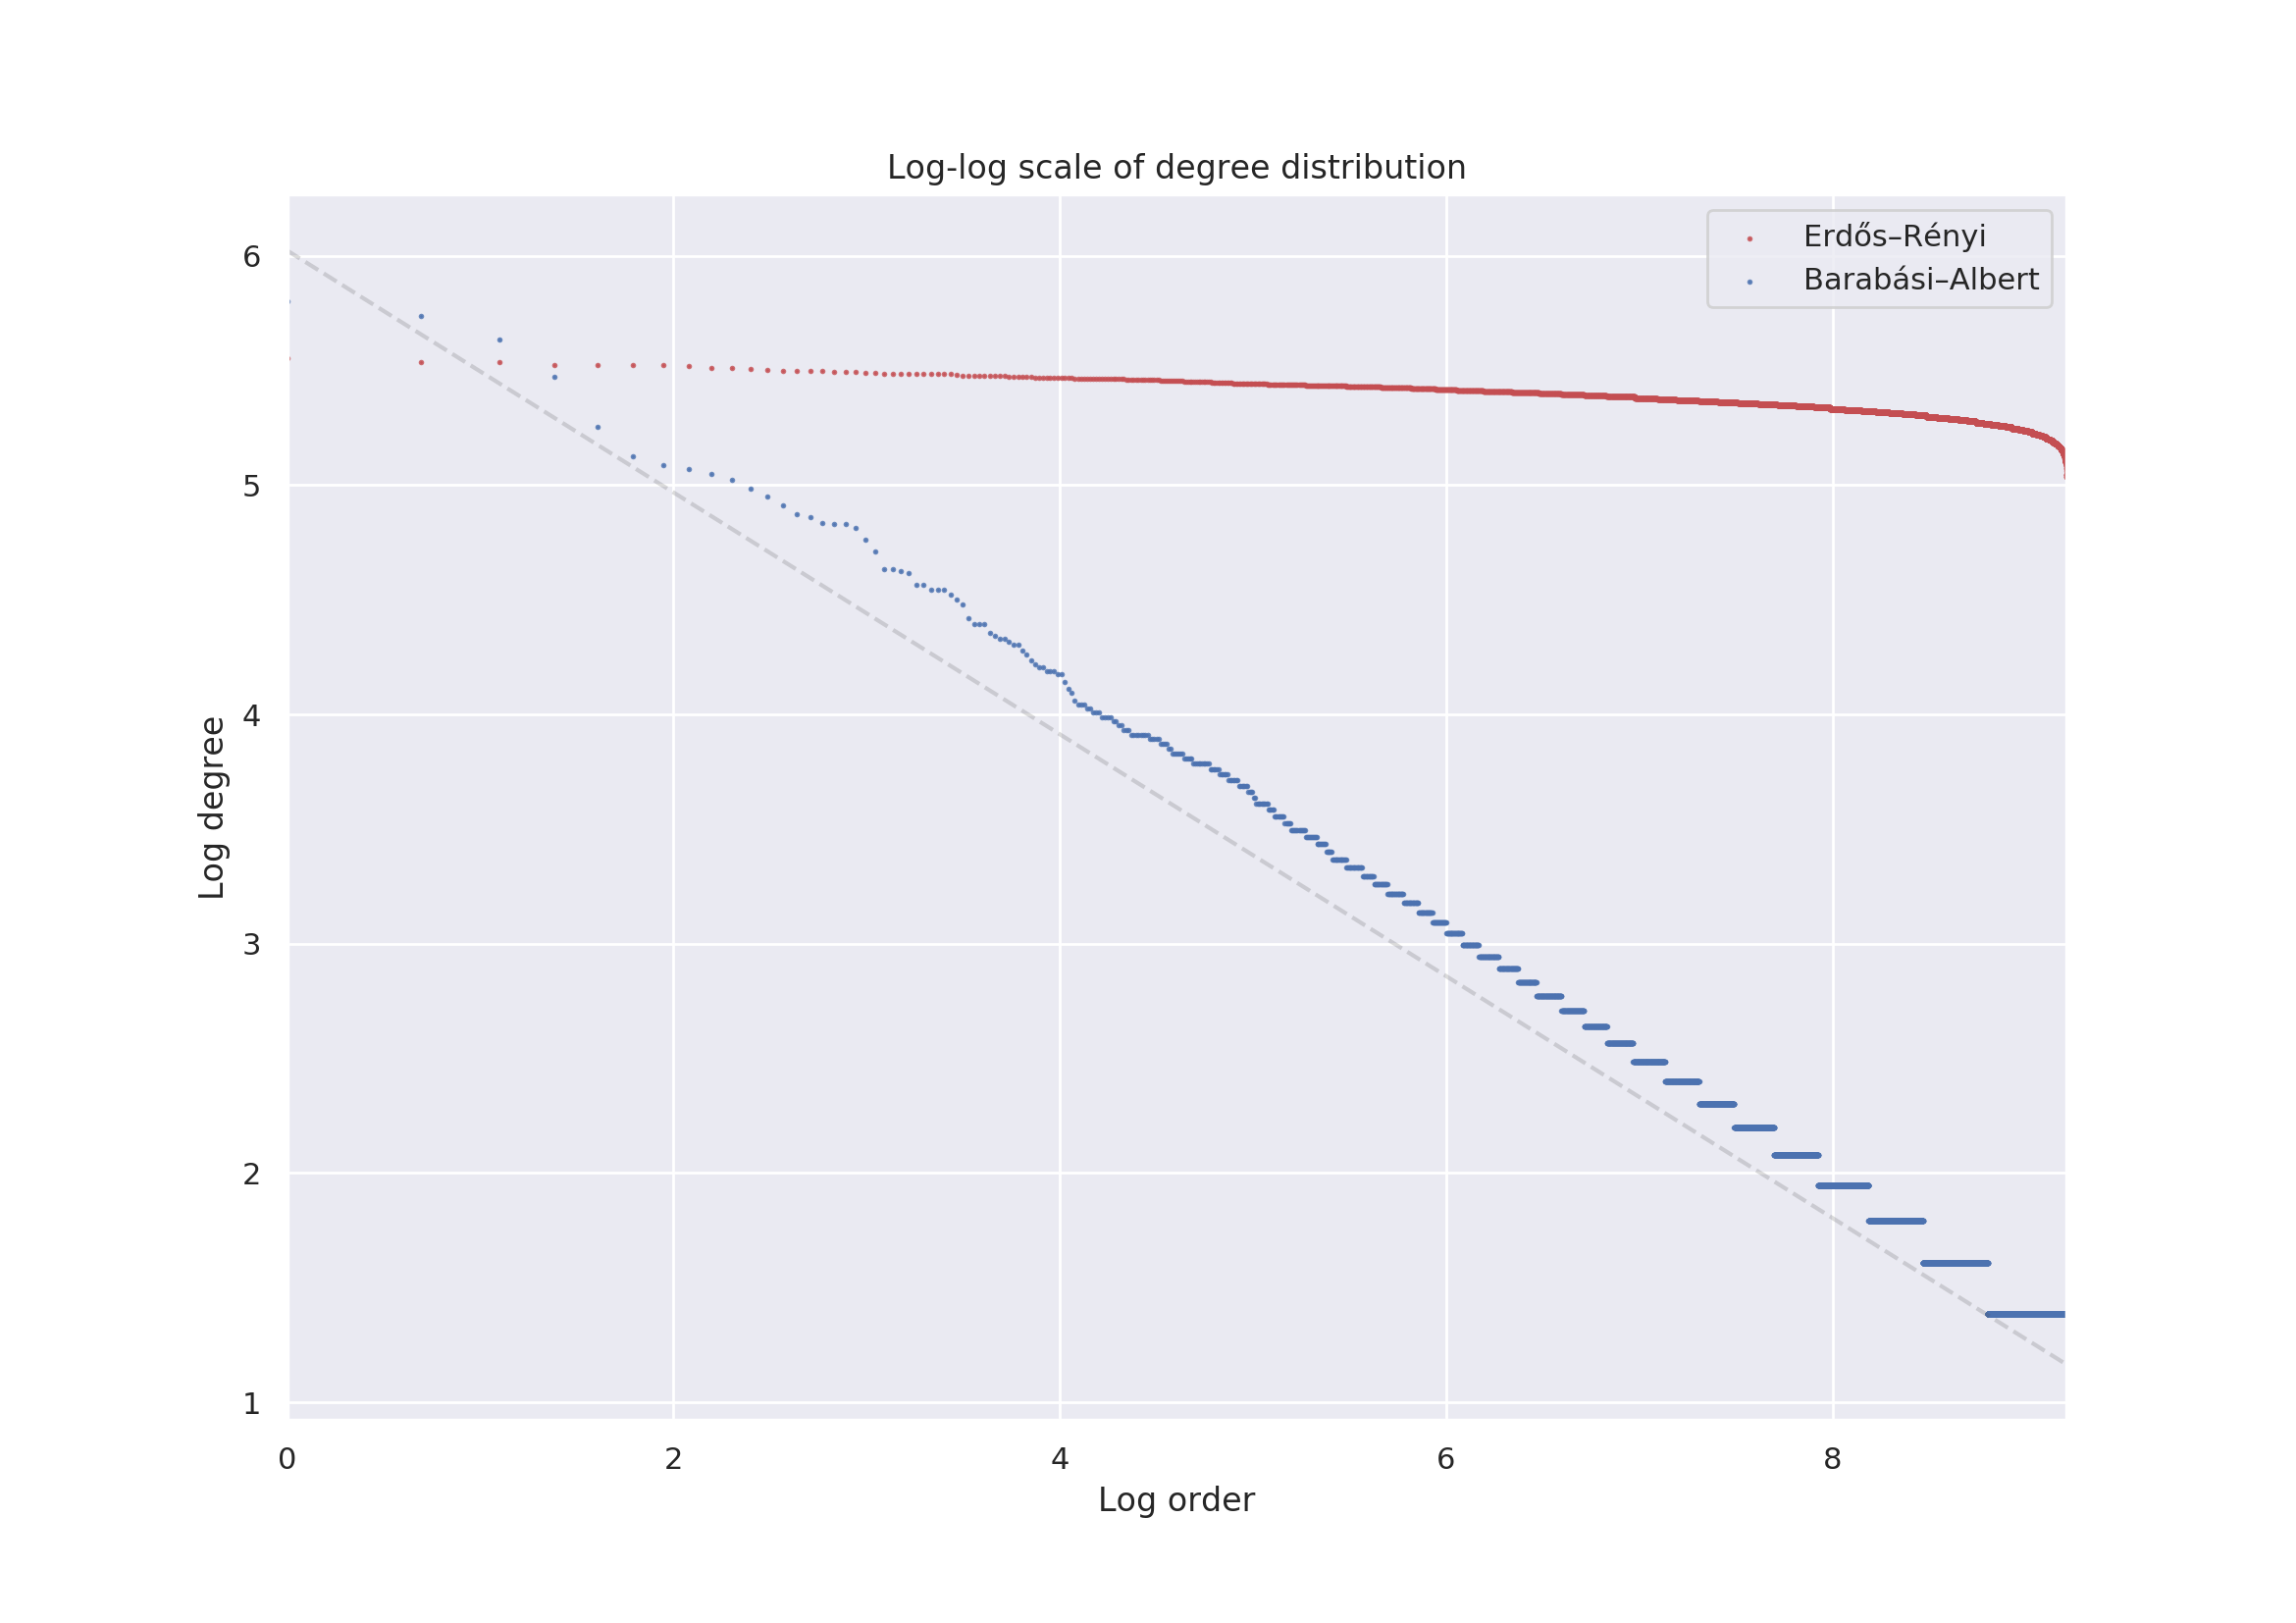 Log-log scale of degree distribution
Erdős–Rényi
Barabási–Albert
6
5
4
3
2
1
Log degree
0 2 4 6 8
Log order